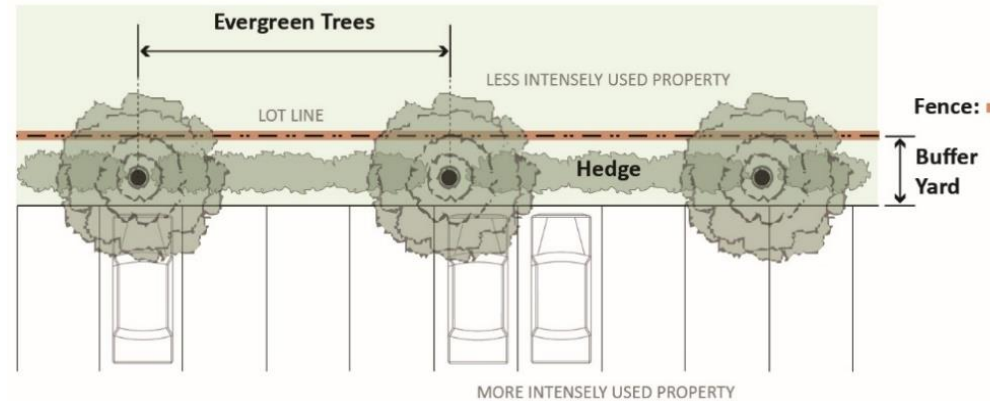 Evergreen Trees
LESS INTENSELY USED PROPERTY
LOT LINE
Fence:
Buffer
Yard
Hedge
MORE INTENSELY USED PROPERTY